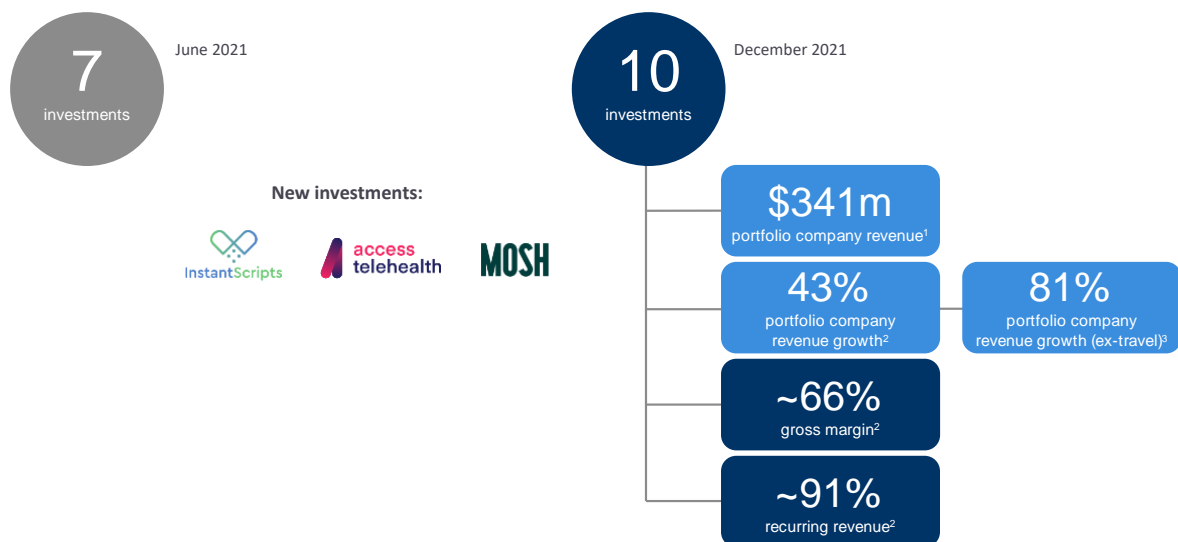 7
investments
June 2021
10
investments
December 2021
New investments:
InstantScripts
access
telehealth
MOSH
$341m
portfolio company revenue¹
43%
portfolio company
revenue growth²
81%
portfolio company
revenue growth (ex-travel)³
~66%
gross margin²
~91%
recurring revenue²